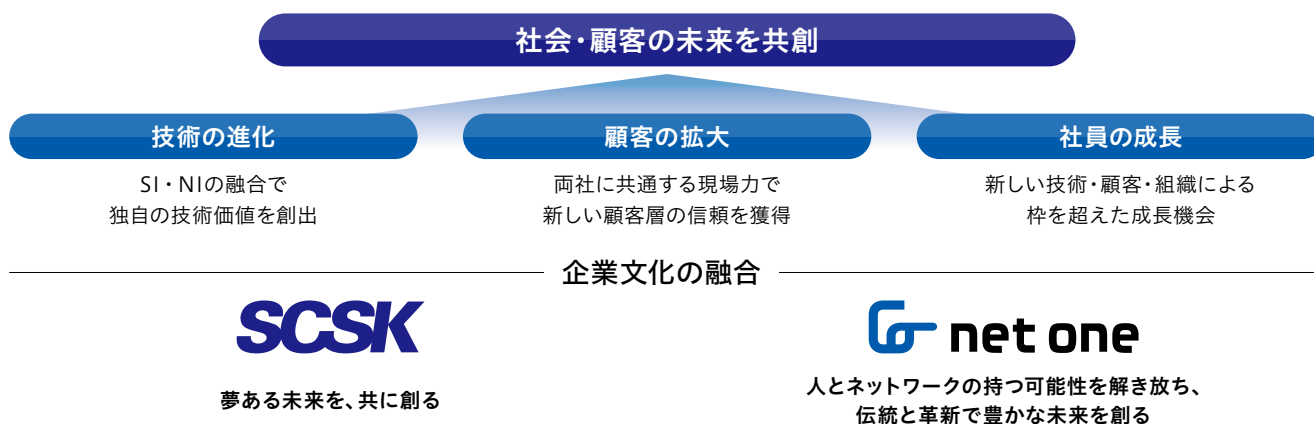 社会・顧客の未来を共創
技術の進化
SI・NIの融合で
独自の技術価値を創出
顧客の拡大
両社に共通する現場力で
新しい顧客層の信頼を獲得
社員の成長
新しい技術・顧客・組織による
枠を超えた成長機会
企業文化の融合
SCSK
夢ある未来を、共に創る
net one
人とネットワークの持つ可能性を解き放ち、
伝統と革新で豊かな未来を創る